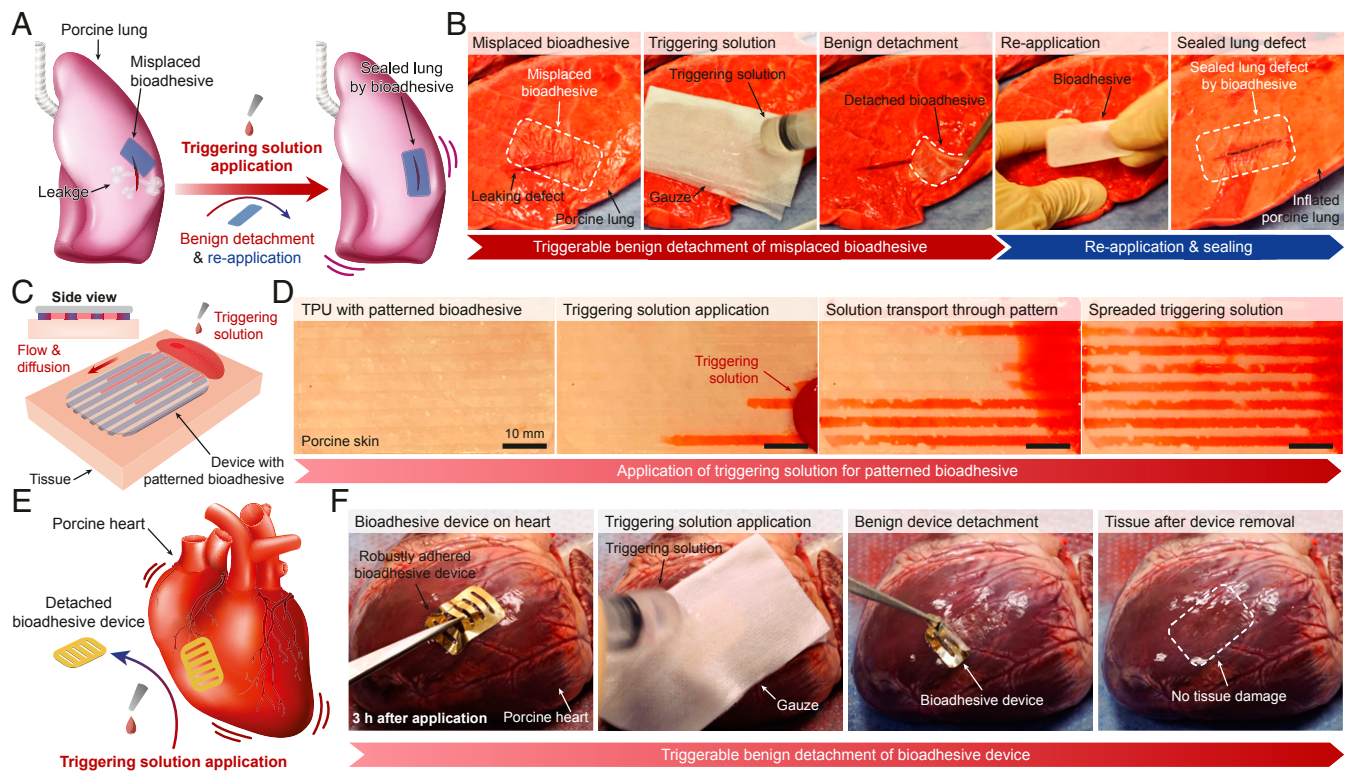 A
Porcine lung
Misplaced
bioadhesive
Leakge
Triggering solution
application
Benign detachment
& re-application
Sealed lung
by bioadhesive
B
Misplaced bioadhesive
Misplaced
bioadhesive
Leaking defect
Porcine lung
Triggering solution
Triggering solution
Gauze
Benign detachment
Detached bioadhesive
Re-application
Bioadhesive
Sealed lung defect
Sealed lung defect
by bioadhesive
Inflated
porcine lung
Triggerable benign detachment of misplaced bioadhesive
Re-application & sealing
C
Side view
Triggering
solution
Flow &
diffusion
Tissue
Device with
patterned bioadhesive
D
TPU with patterned bioadhesive
Porcine skin
10 mm
Triggering solution application
Triggering
solution
Solution transport through pattern
Spreaded triggering solution
Application of triggering solution for patterned bioadhesive
E
Porcine heart
Detached
bioadhesive device
Triggering solution application
F
Bioadhesive device on heart
Robustly adhered
bioadhesive device
3 h after application
Porcine heart
Triggering solution application
Triggering solution
Gauze
Benign device detachment
Bioadhesive device
Tissue after device removal
No tissue damage
Triggerable benign detachment of bioadhesive device